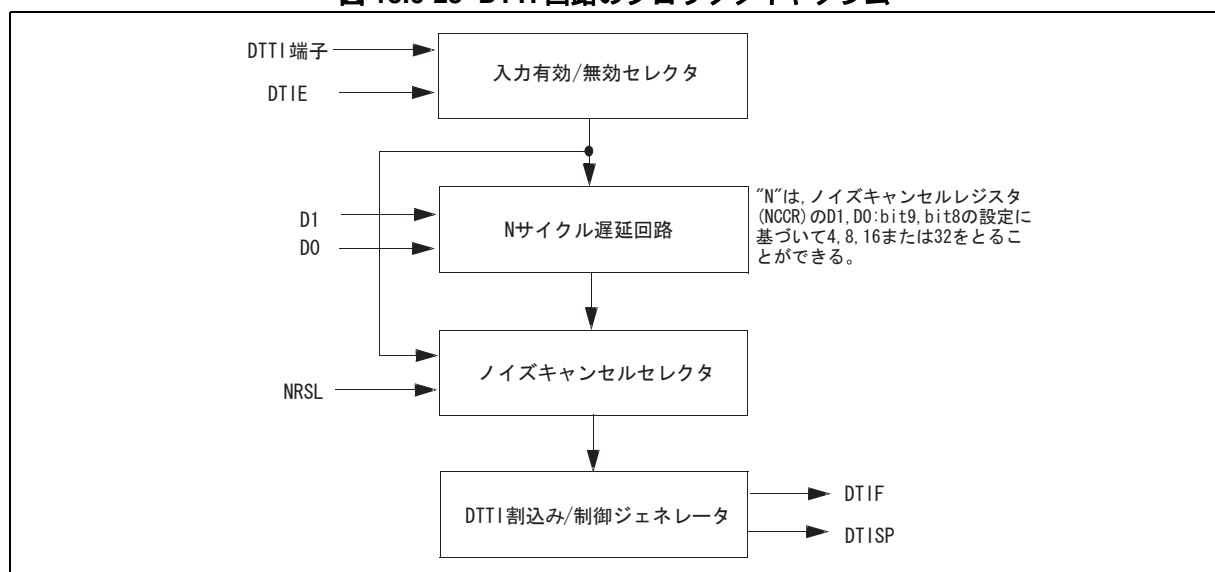 DTTI端子
入力有効/無効セレクタ
DTIE
D1
Nサイクル遅延回路
D0
"N"は,ノイズキャンセルレジスタ
(NCCR)のD1,D0:bit9,bit8の設定に
基づいて4,8,16または32をとるこ
とができる。
ノイズキャンセルセレクタ
NRSL
DTTI割込み/制御ジェネレータ
DTIF
DTISP